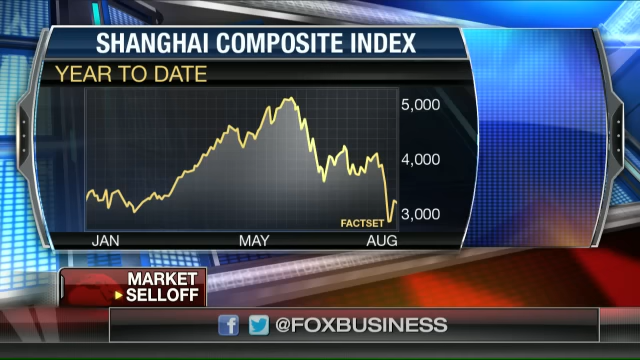 SHANGHAI COMPOSITE INDEX
YEAR TO DATE
5,000
4,000
3,000
FACTSET
JAN MAY AUG
MARKET
SELLOFF
f @FOXBUSINESS